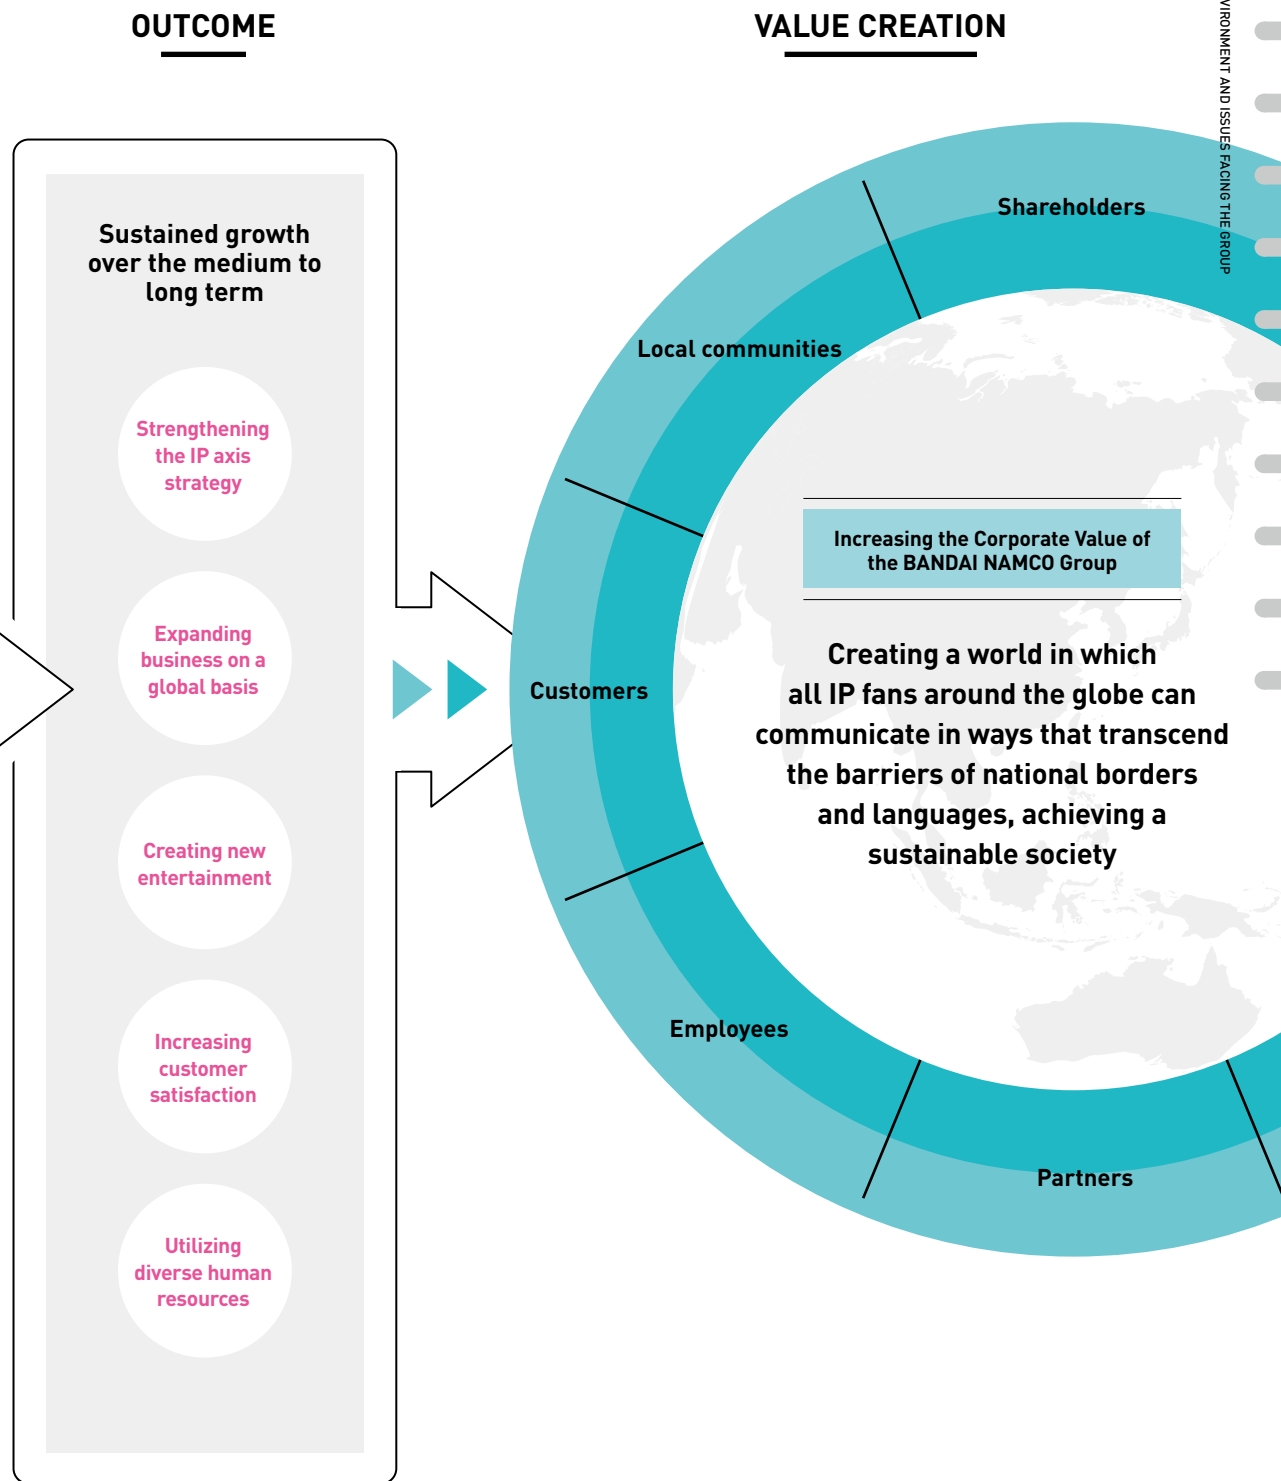 OUTCOME
Sustained growth
over the medium to
long term
Strengthening
the IP axis
strategy
Expanding
business on a
global basis
Creating new
entertainment
Increasing
customer
satisfaction
Utilizing
diverse human
resources
VALUE CREATION
Shareholders
Local communities
Customers
Employees
Partners
Increasing the Corporate Value of
the BANDAI NAMCO Group
Creating a world in which
all IP fans around the globe can
communicate in ways that transcend
the barriers of national borders
and languages, achieving a
sustainable society
AND ISSUES FACING THE GROUP